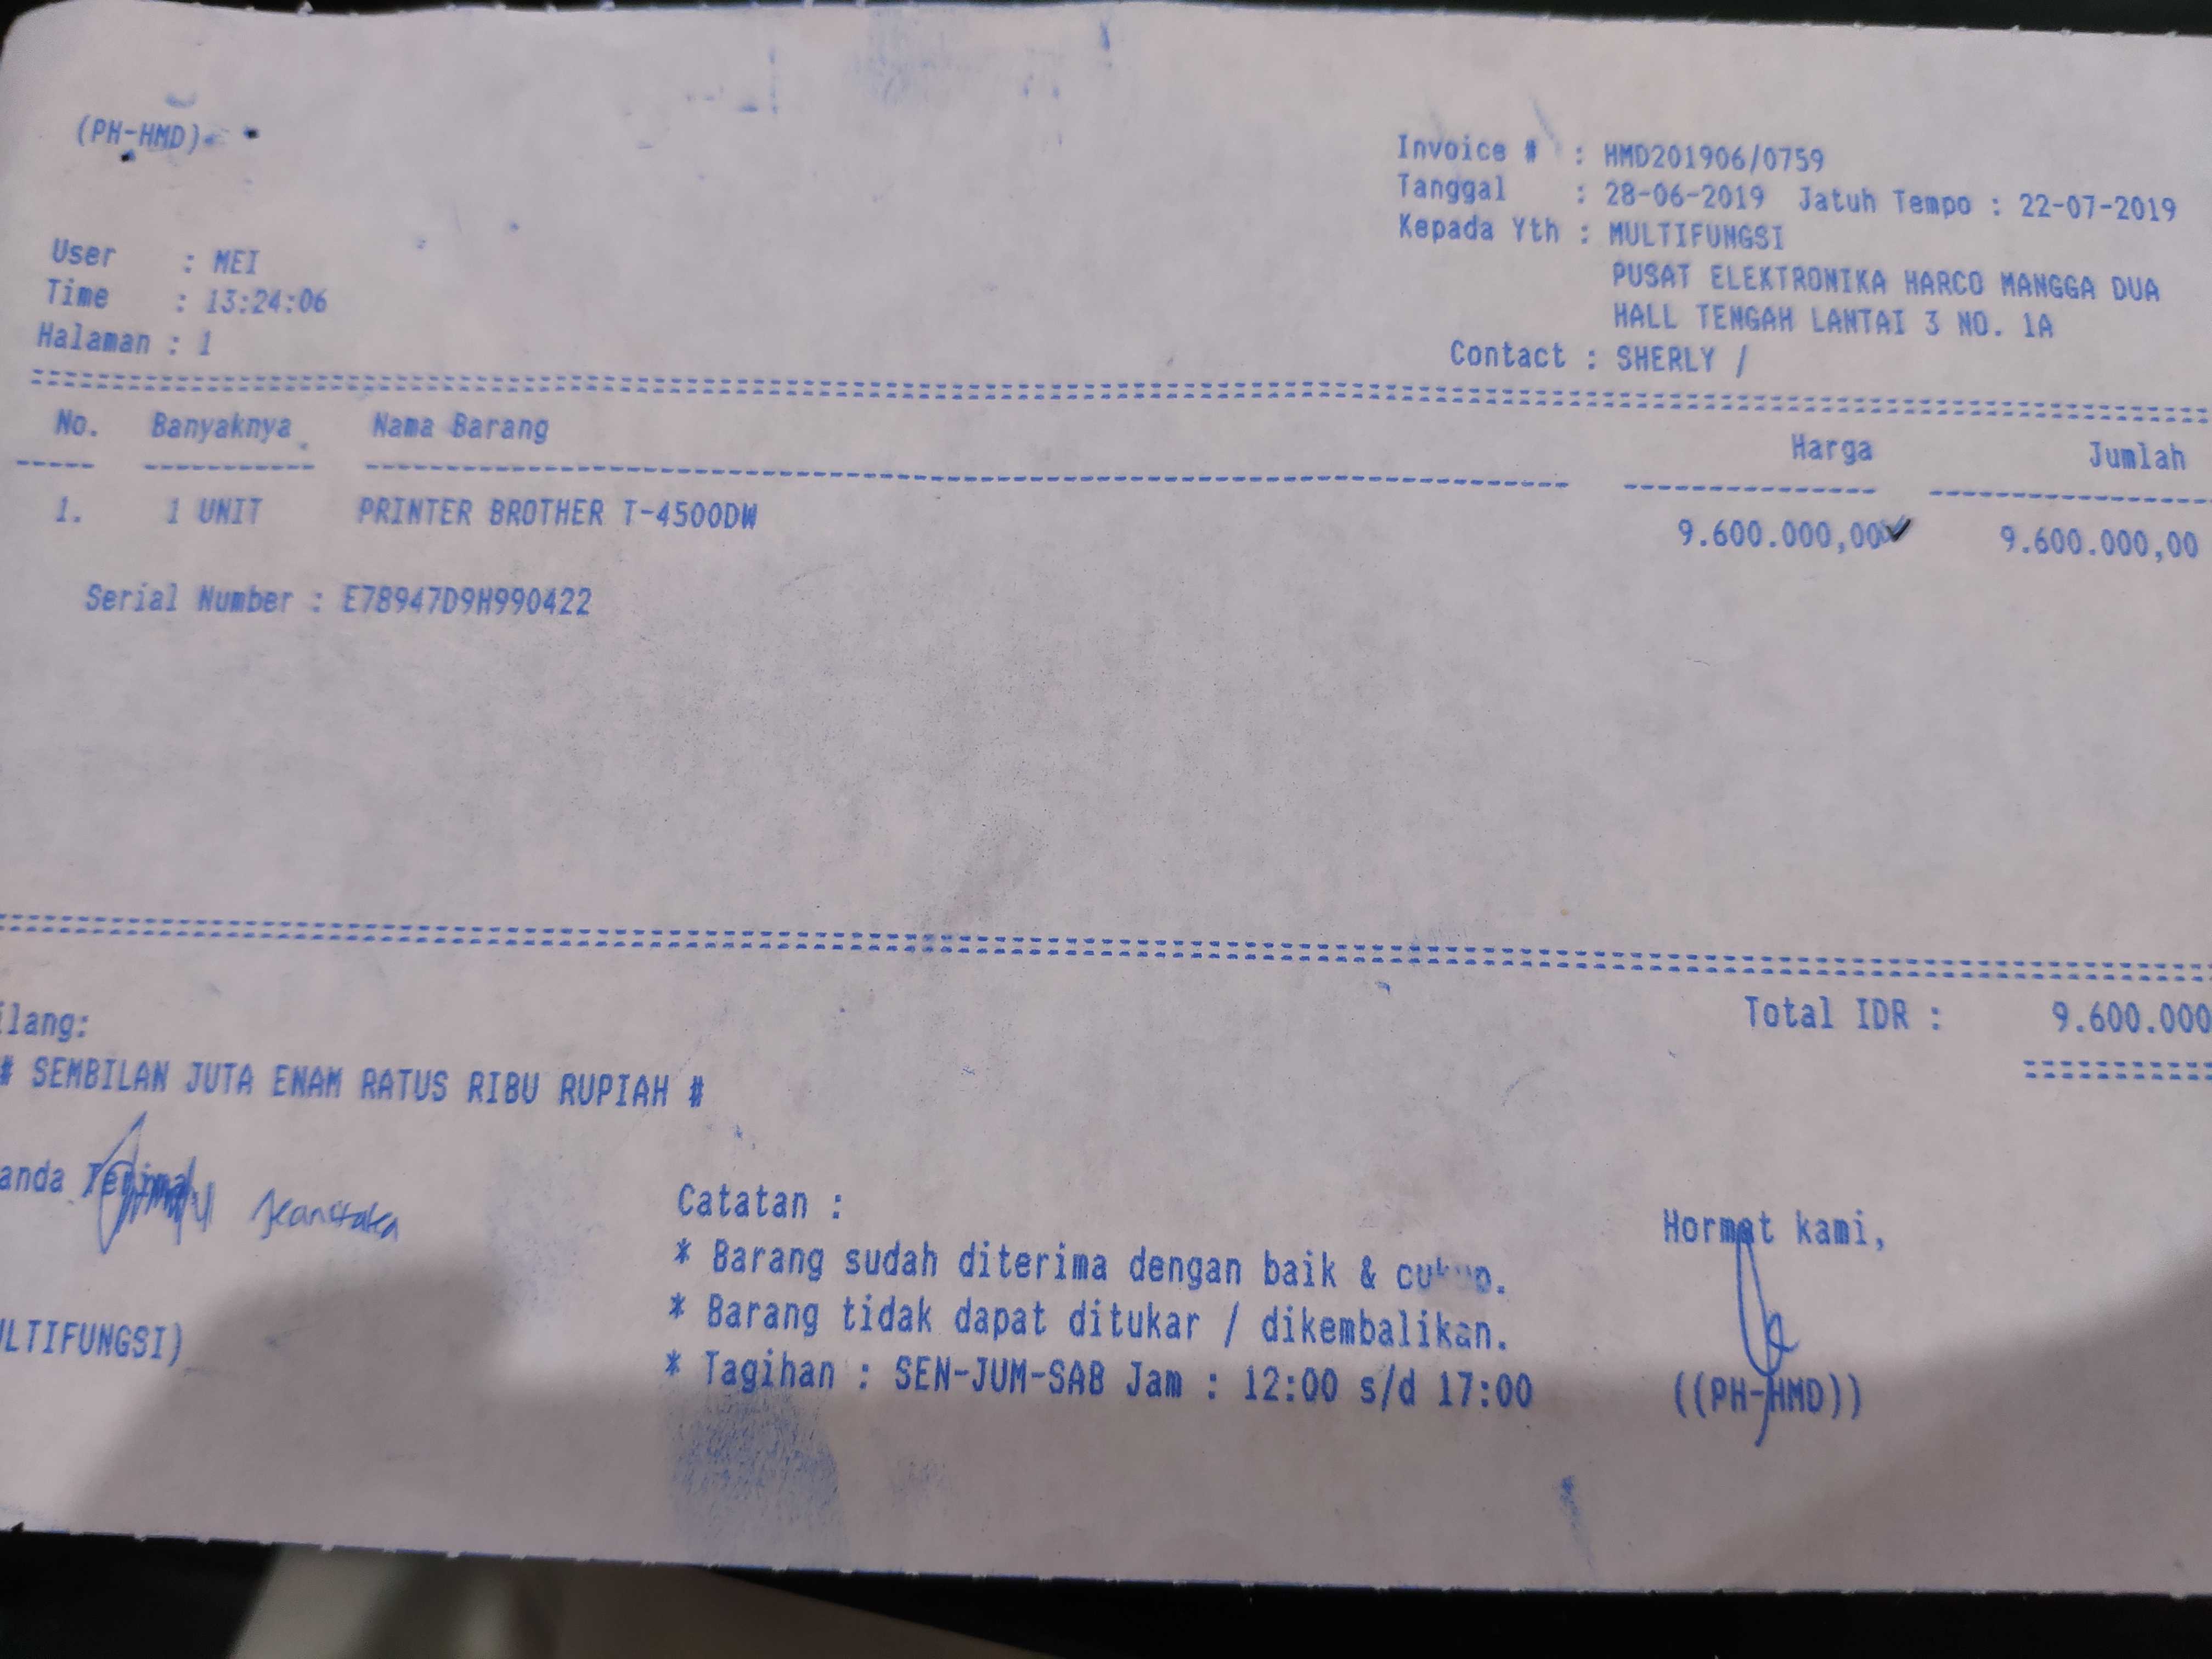 (PH-HMD)
Invoice # : HMD201906/0759
Tanggal : 28-06-2019 Jatuh Tempo : 22-07-2019
Kepada Yth : MULTIFUNGSI
PUSAT ELEKTRONIKA HARCO MANGGA DUA
HALL TENGAH LANTAI 3 NO. 1A
Contact : SHERLY /
User : MEI
Time : 13:24:06
Halaman : 1
No. Banyaknya Nama Barang Harga Jumlah
1. 1 UNIT PRINTER BROTHER T-4500DW 9.600.000,00 9.600.000,00
Serial Number : E78947D9H990422
ilang:
Total IDR : 9.600.000
# SEMBILAN JUTA ENAM RATUS RIBU RUPIAH #
anda Terima
Catatan :
Hormat kami,
* Barang sudah diterima dengan baik & cukup.
* Barang tidak dapat ditukar / dikembalikan.
* Tagihan : SEN-JUM-SAB Jam : 12:00 s/d 17:00
ULTIFUNGSI)
((PH-HMD))